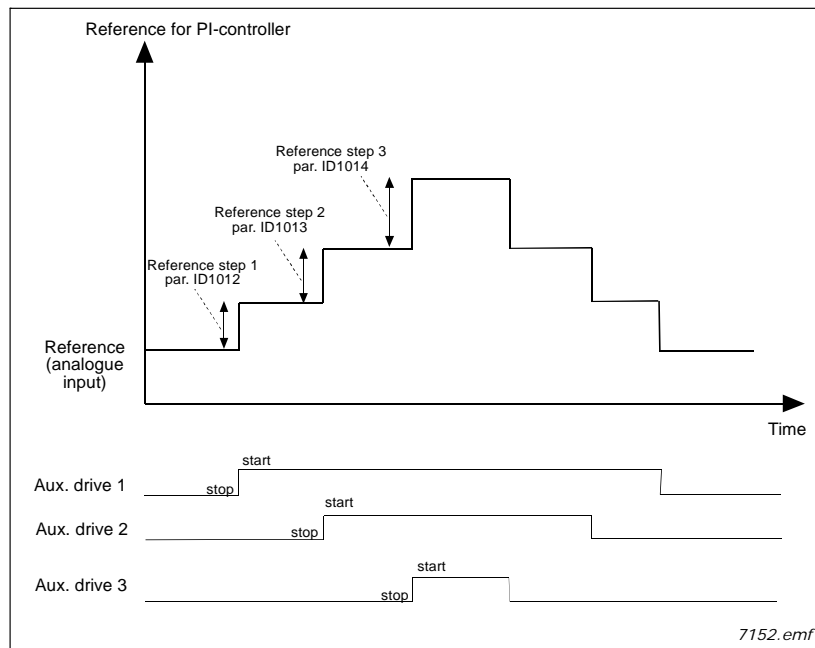 Reference for PI-controller
Reference step 3
par. ID1014
Reference step 2
par. ID1013
Reference step 1
par. ID1012
Reference
(analogue
input)
Time
start
Aux. drive 1
stop
start
Aux. drive 2
stop
start
Aux. drive 3
stop
7152.emf